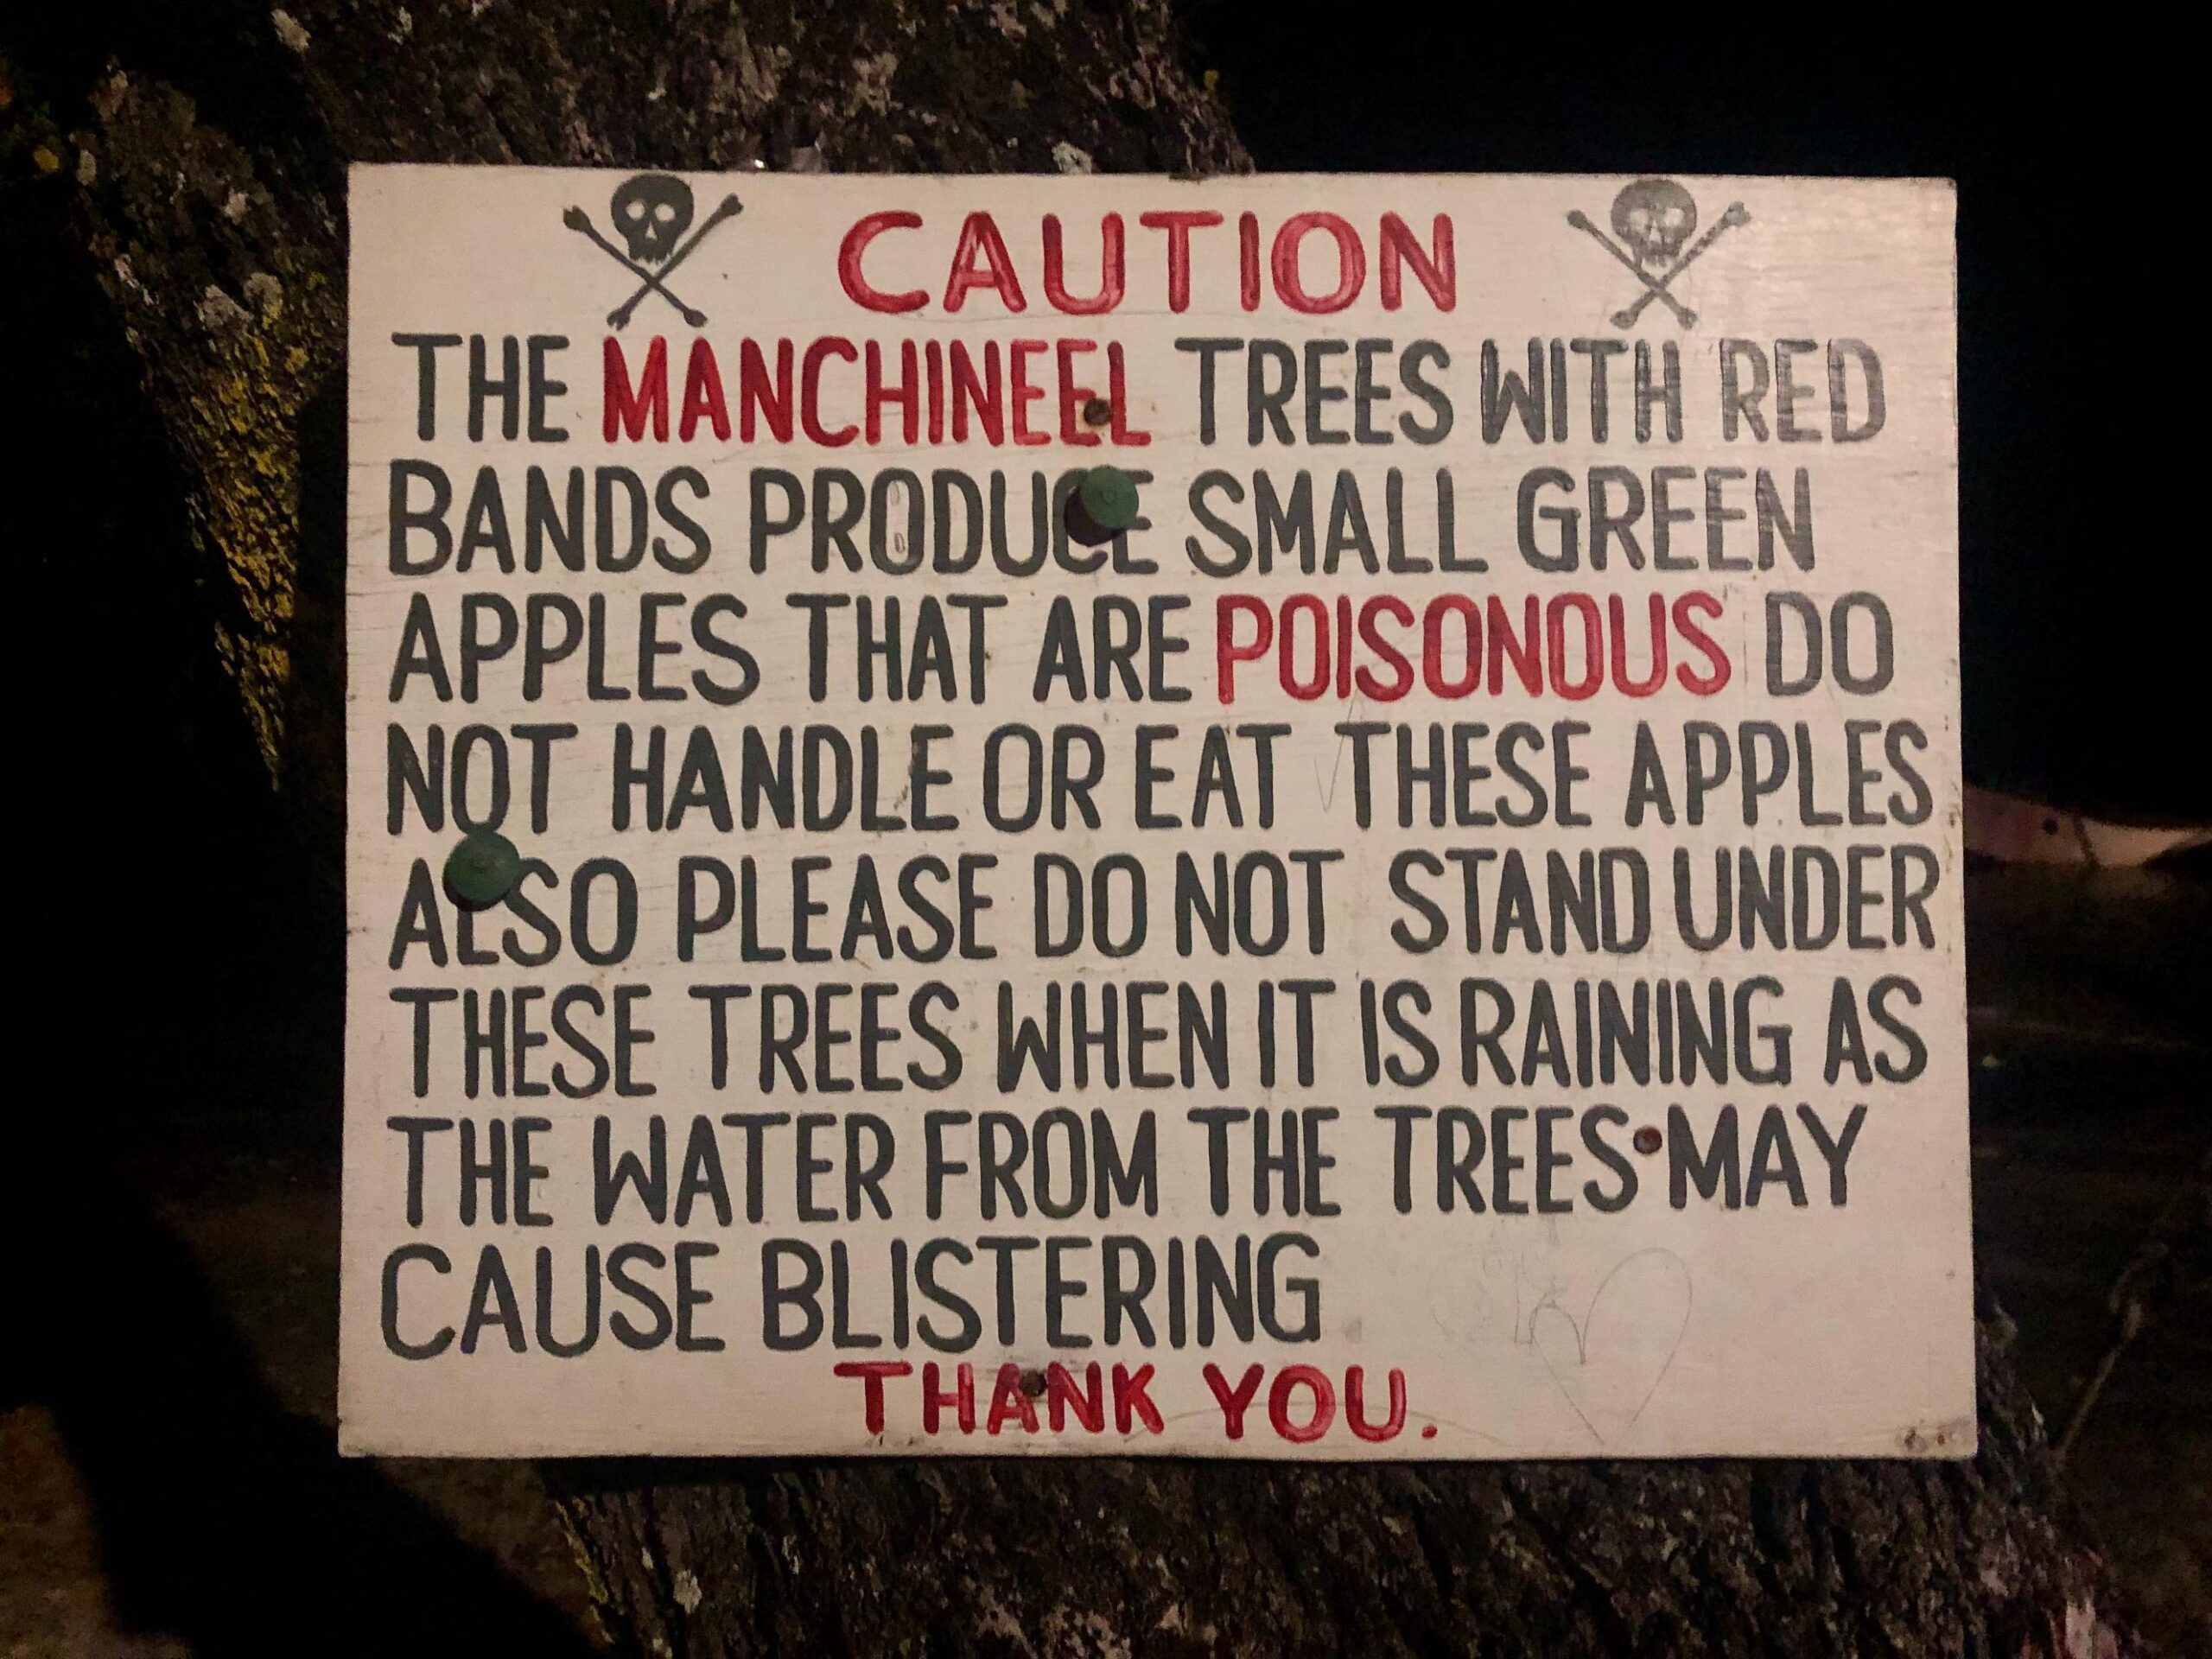 CAUTION
THE MANCHINEEL TREES WITH RED
BANDS PRODUCE SMALL GREEN
APPLES THAT ARE POISONOUS DO
NOT HANDLE OR EAT THESE APPLES
ALSO PLEASE DO NOT STAND UNDER
THESE TREES WHEN IT IS RAINING AS
THE WATER FROM THE TREES MAY
CAUSE BLISTERING
THANK YOU.